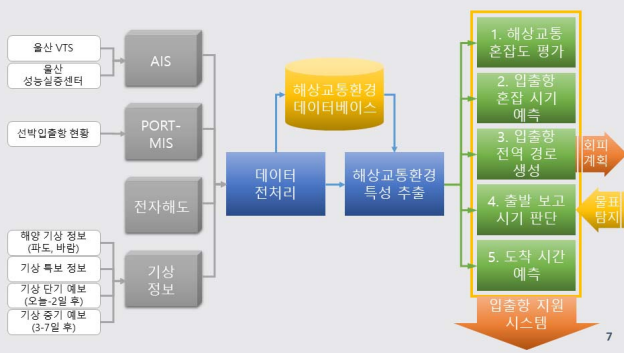 울산 VTS
울산
성능실증센터
선박입출항 현황
해양 기상 정보
(파도, 바람)
기상 특보 정보
기상 단기 예보
(오늘-2일 후)
기상 중기 예보
(3-7일 후)
AIS
PORT-
MIS
전자해도
기상
정보
데이터
전처리
해상교통환경
데이터베이스
해상교통환경
특성 추출
1. 해상교통
혼잡도 평가
2. 입출항
혼잡 시기
예측
3. 입출항
전역 경로
생성
4. 출발 보고
시기 판단
5. 도착 시간
예측
회피
계획
물표
탐지
입출항 지원
시스템
7